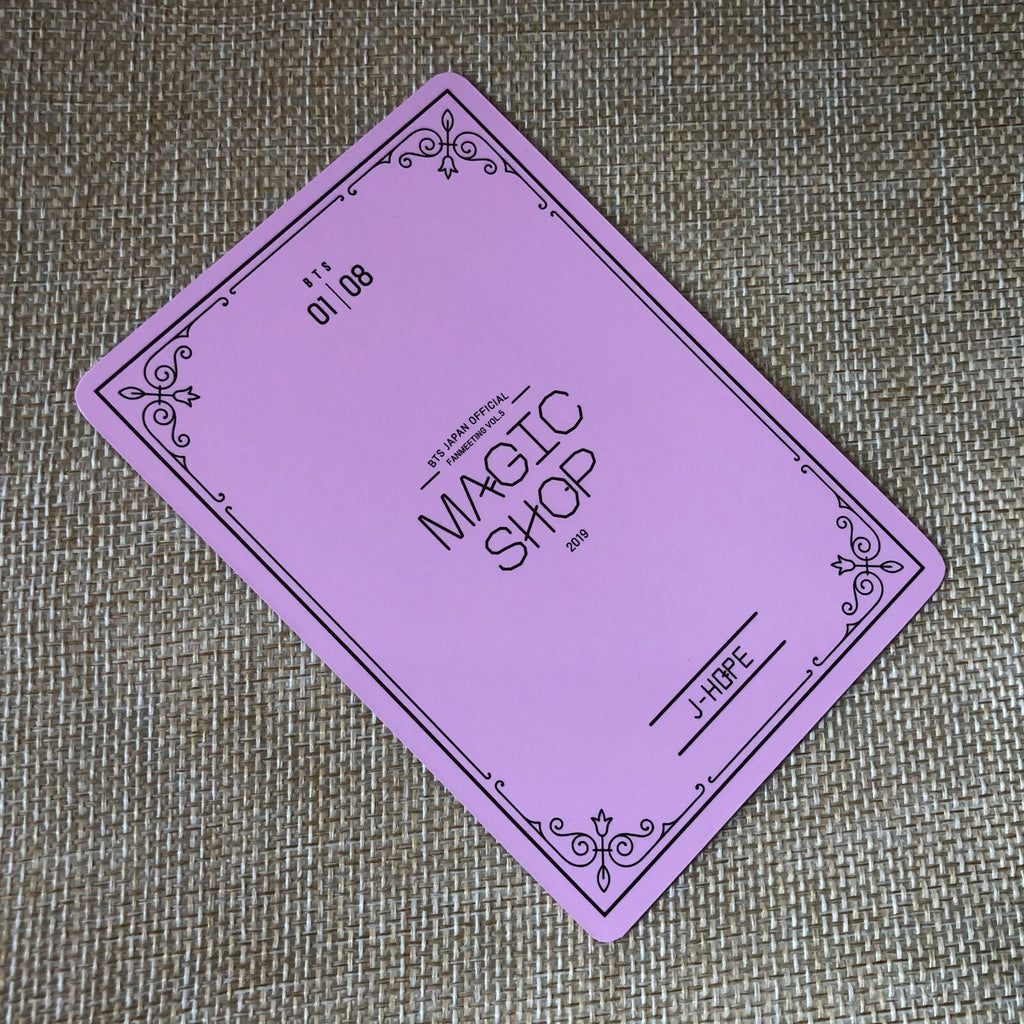 BTS
01|08
BTS JAPAN OFFICIAL
FANMEETING VOL.5
MAGIC
SHOP
2019
J-HOPE